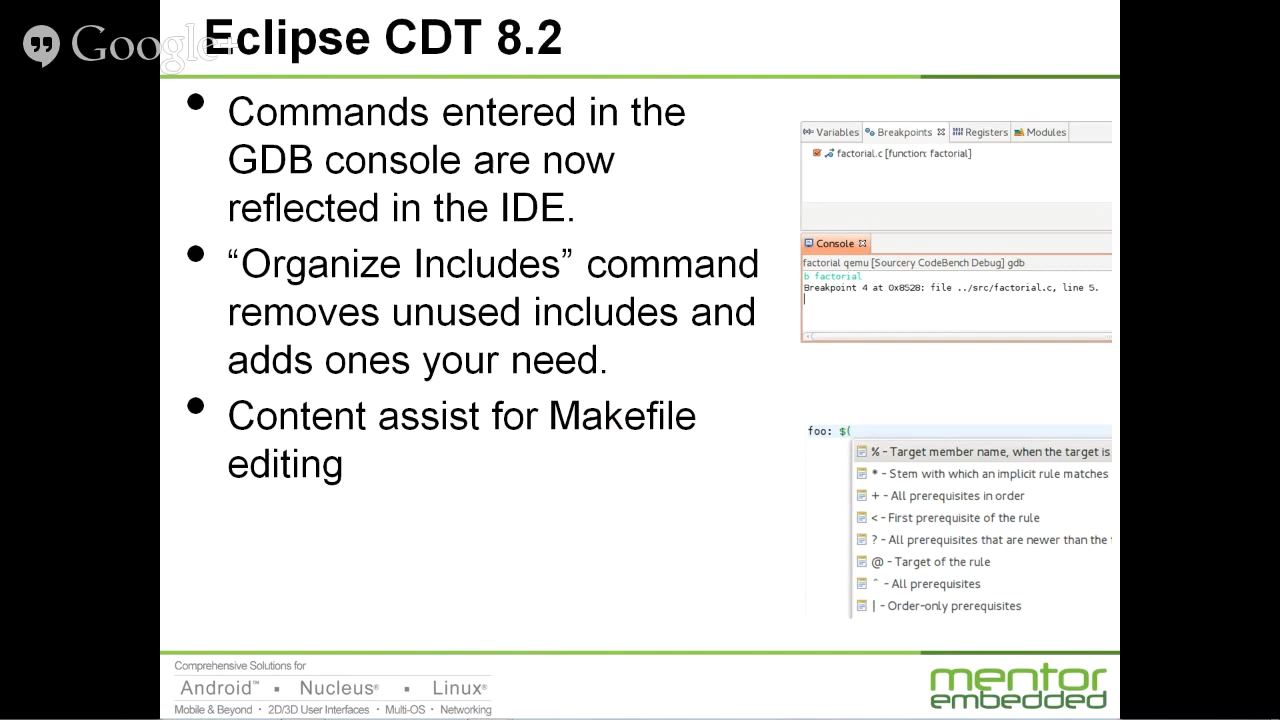 Google+
Eclipse CDT 8.2
• Commands entered in the
GDB console are now
reflected in the IDE.
• “Organize Includes” command
removes unused includes and
adds ones your need.
• Content assist for Makefile
editing
Variables Breakpoints Registers Modules
factorial.c [function: factorial]
Console
factorial qemu [Sourcery CodeBench Debug] gdb
b factorial
Breakpoint 4 at 0x8528: file ../src/factorial.c, line 5.
foo: $(
% - Target member name, when the target is
* - Stem with which an implicit rule matches
+ - All prerequisites in order
< - First prerequisite of the rule
? - All prerequisites that are newer than the
@ - Target of the rule
^ - All prerequisites
| - Order-only prerequisites
Comprehensive Solutions for
Android™ ▪ Nucleus® ▪ Linux®
Mobile & Beyond · 2D/3D User Interfaces · Multi-OS · Networking
mentor
embedded